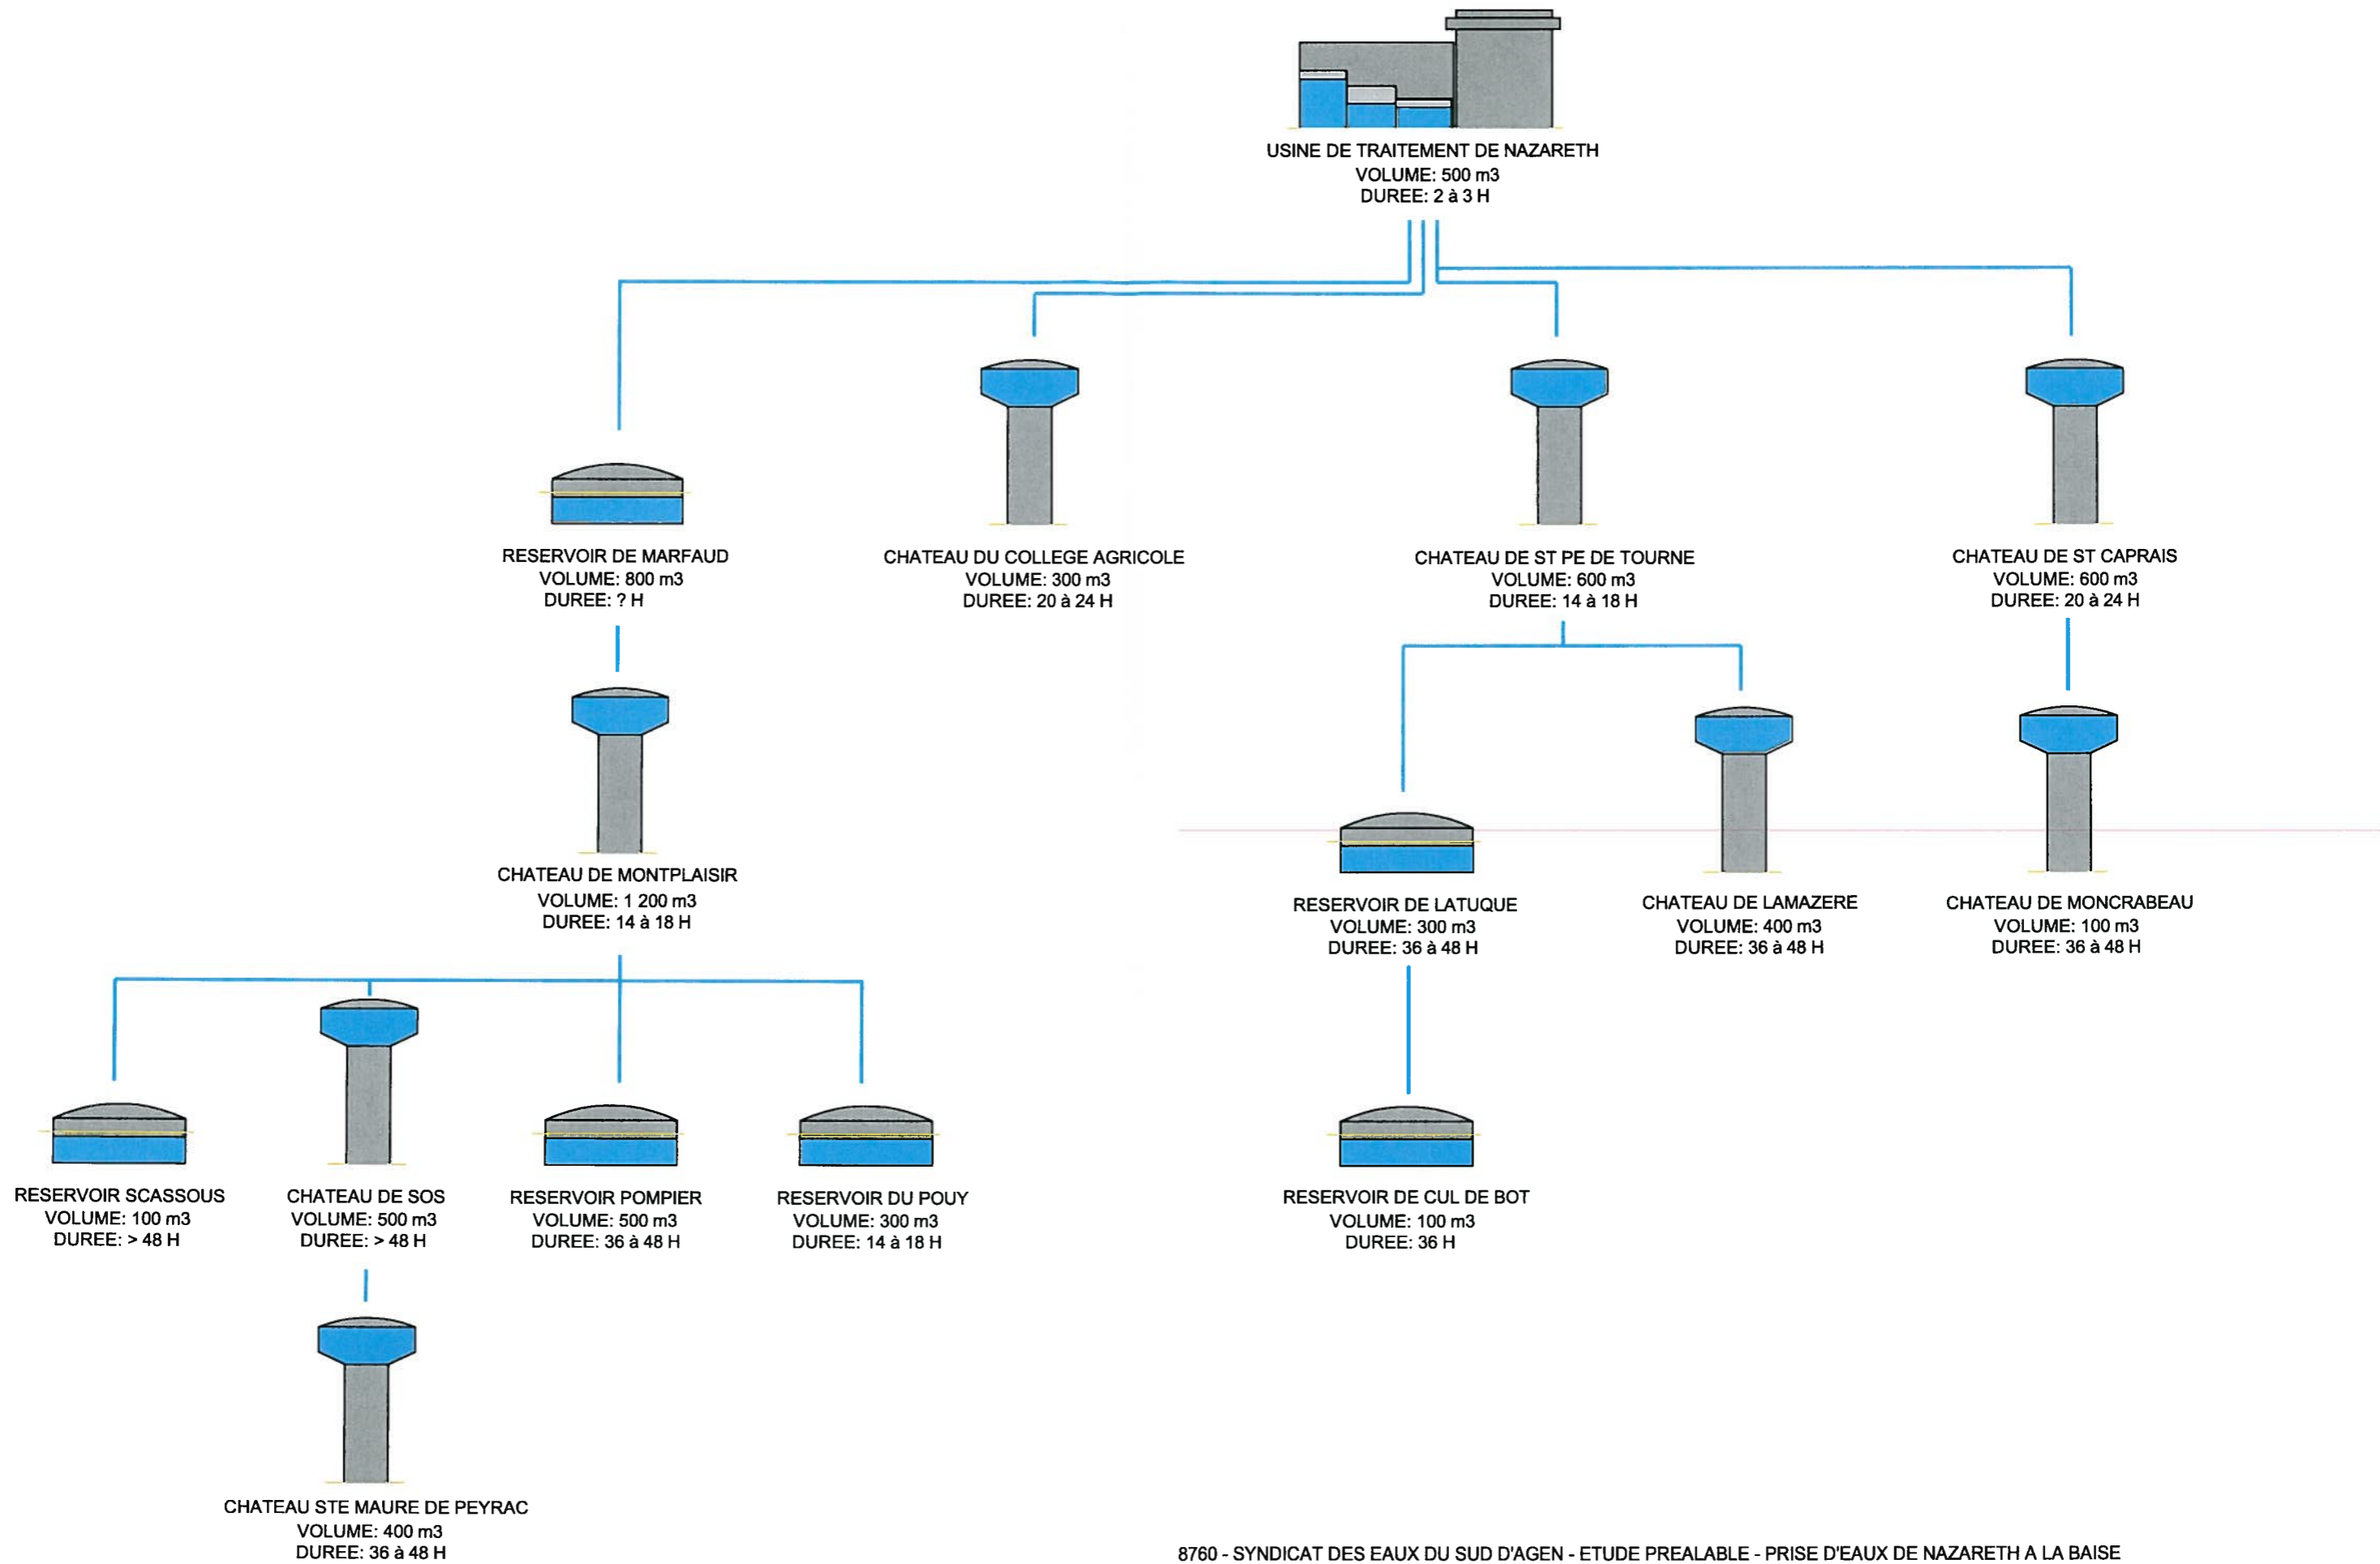 USINE DE TRAITEMENT DE NAZARETH
VOLUME: 500 m3
DUREE: 2 à 3 H
RESERVOIR DE MARFAUD
VOLUME: 800 m3
DUREE: ? H
CHATEAU DU COLLEGE AGRICOLE
VOLUME: 300 m3
DUREE: 20 à 24 H
CHATEAU DE ST PE DE TOURNE
VOLUME: 600 m3
DUREE: 14 à 18 H
CHATEAU DE ST CAPRAIS
VOLUME: 600 m3
DUREE: 20 à 24 H
CHATEAU DE MONTPLAISIR
VOLUME: 1 200 m3
DUREE: 14 à 18 H
RESERVOIR DE LATUQUE
VOLUME: 300 m3
DUREE: 36 à 48 H
CHATEAU DE LAMAZERE
VOLUME: 400 m3
DUREE: 36 à 48 H
CHATEAU DE MONCRABEAU
VOLUME: 100 m3
DUREE: 36 à 48 H
RESERVOIR SCASSOUS
VOLUME: 100 m3
DUREE: > 48 H
CHATEAU DE SOS
VOLUME: 500 m3
DUREE: > 48 H
RESERVOIR POMPIER
VOLUME: 500 m3
DUREE: 36 à 48 H
RESERVOIR DU POUY
VOLUME: 300 m3
DUREE: 14 à 18 H
RESERVOIR DE CUL DE BOT
VOLUME: 100 m3
DUREE: 36 H
CHATEAU STE MAURE DE PEYRAC
VOLUME: 400 m3
DUREE: 36 à 48 H
8760 - SYNDICAT DES EAUX DU SUD D'AGEN - ETUDE PREALABLE - PRISE D'EAUX DE NAZARETH A LA BAISE